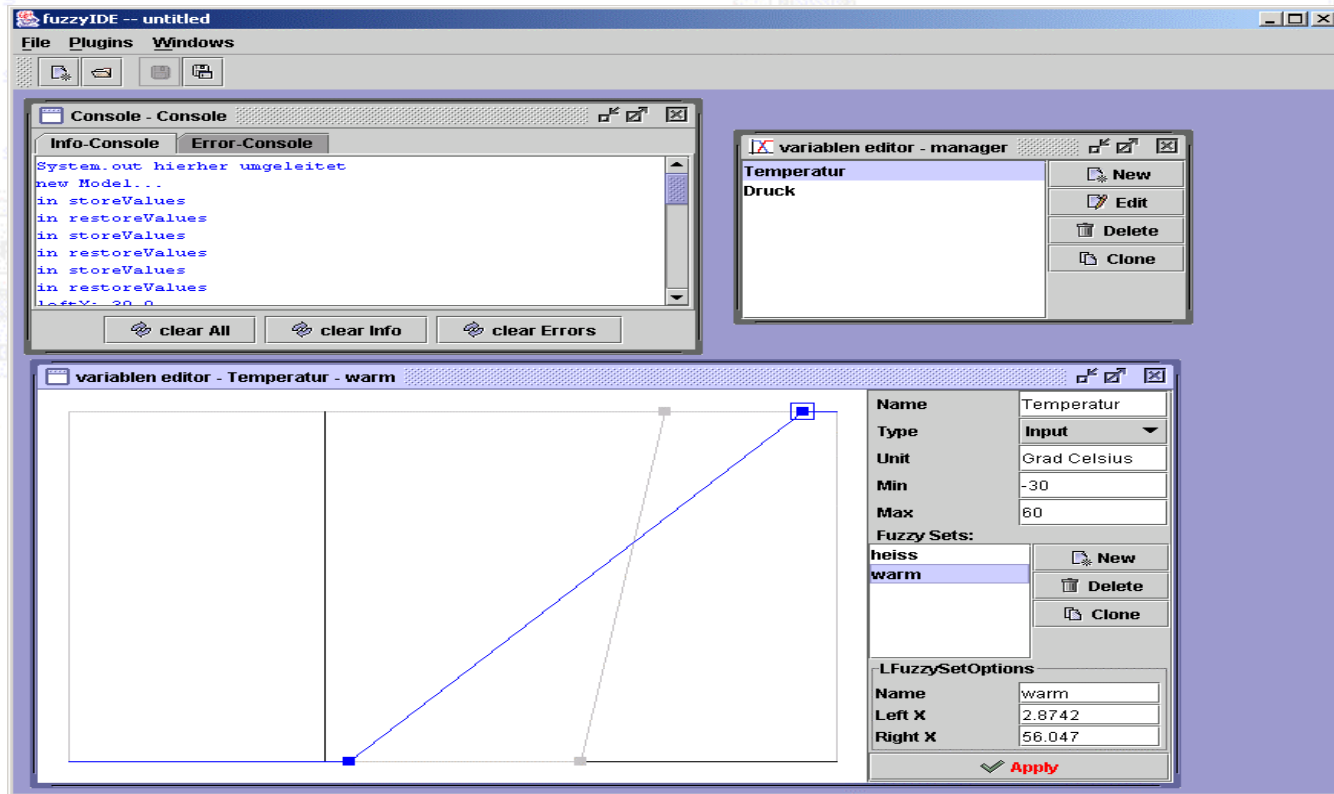 fuzzyIDE -- untitled
File Plugins Windows
Console - Console
Info-Console Error-Console
System.out hierher umgeleitet
new Model...
in storeValues
in restoreValues
in storeValues
in restoreValues
in storeValues
in restoreValues
leftX: 30.0
clear All clear Info clear Errors
variablen editor - manager
Temperatur
Druck
New
Edit
Delete
Clone
variablen editor - Temperatur - warm
Name Temperatur
Type Input
Unit Grad Celsius
Min -30
Max 60
Fuzzy Sets:
heiss
warm
New
Delete
Clone
LFuzzySetOptions
Name warm
Left X 2.8742
Right X 56.047
Apply